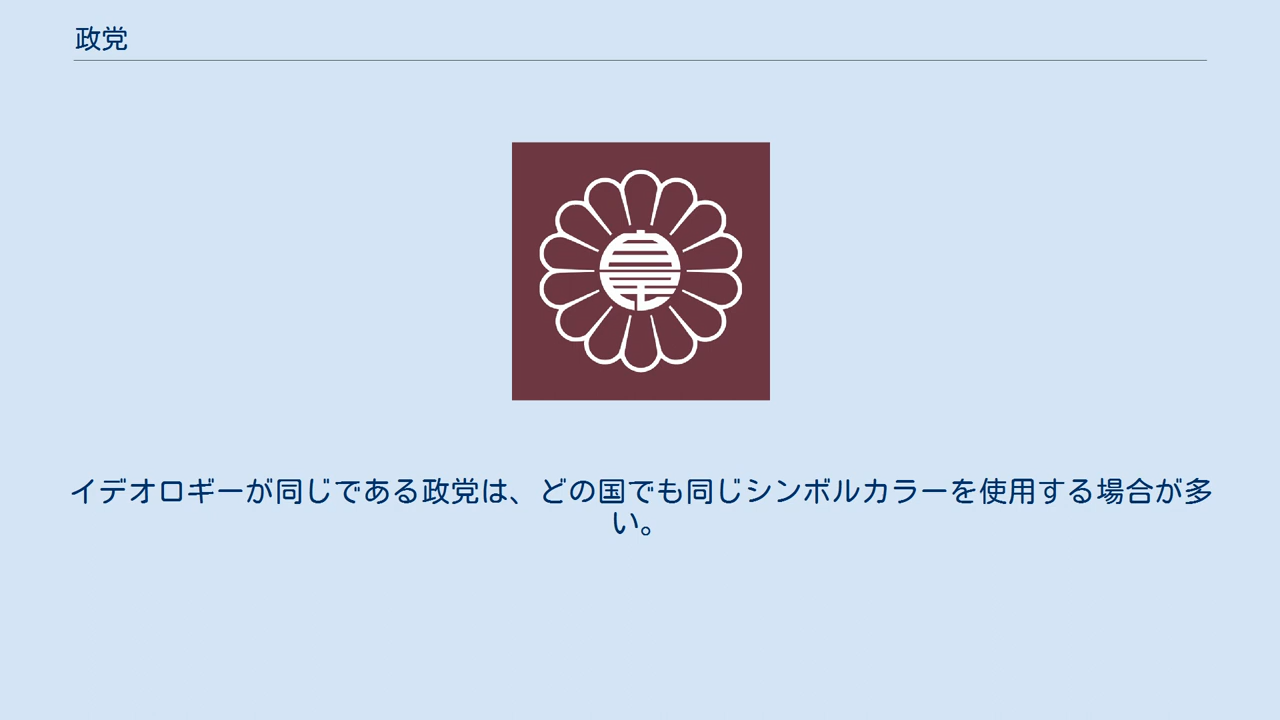 政党
イデオロギーが同じである政党は、どの国でも同じシンボルカラーを使用する場合が多
い。